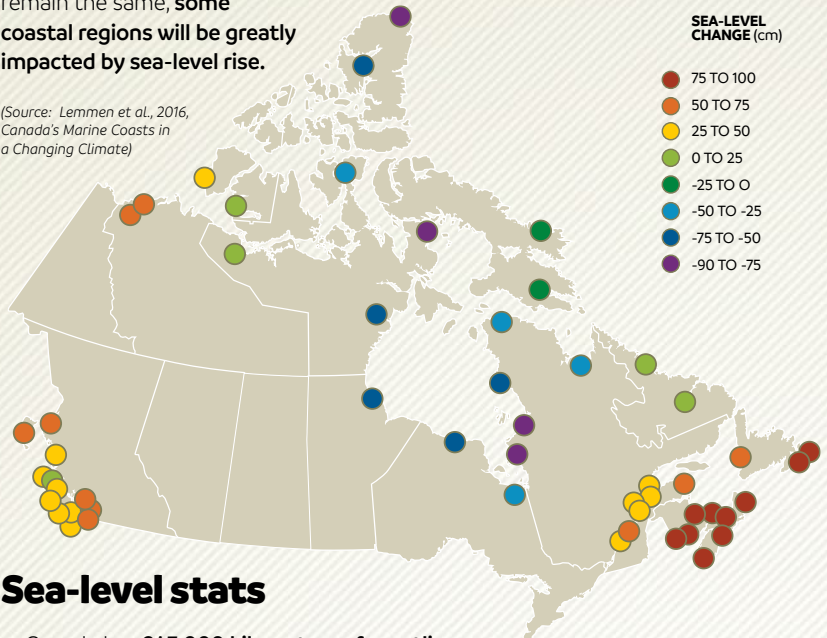 remain the same, some
coastal regions will be greatly
impacted by sea-level rise.
(Source: Lemmen et al., 2016,
Canada's Marine Coasts in
a Changing Climate)
SEA-LEVEL
CHANGE (cm)
75 TO 100
50 TO 75
25 TO 50
0 TO 25
-25 TO 0
-50 TO -25
-75 TO -50
-90 TO -75
Sea-level stats